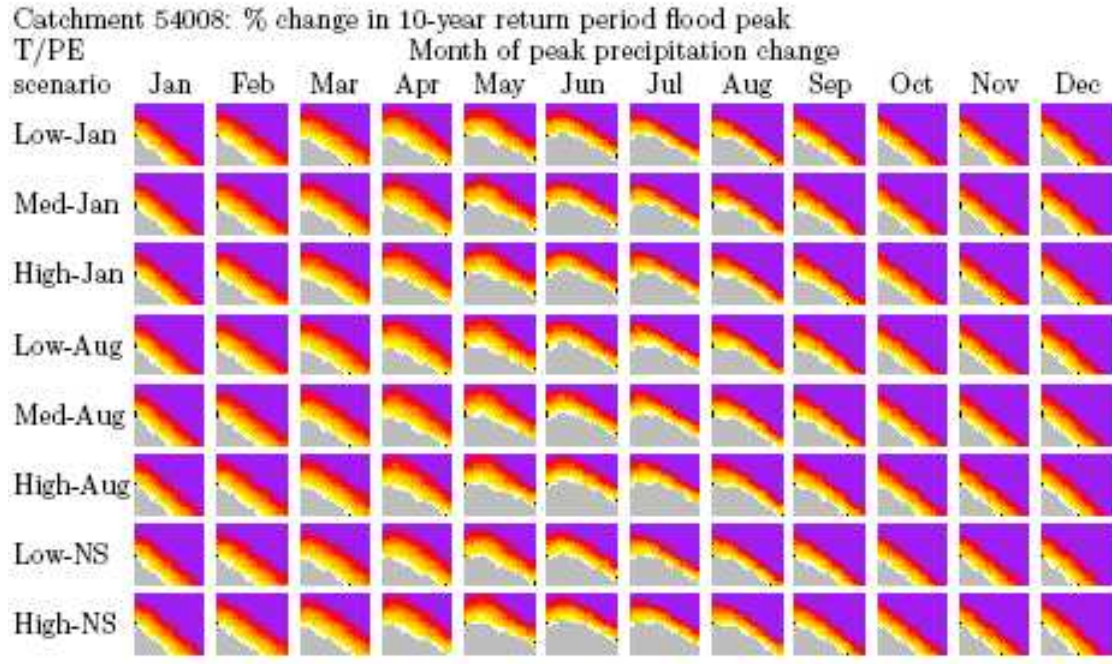 Catchment 54008: % change in 10-year return period flood peak
T/PE Month of peak precipitation change
scenario Jan Feb Mar Apr May Jun Jul Aug Sep Oct Nov Dec
Low-Jan
Med-Jan
High-Jan
Low-Aug
Med-Aug
High-Aug
Low-NS
High-NS